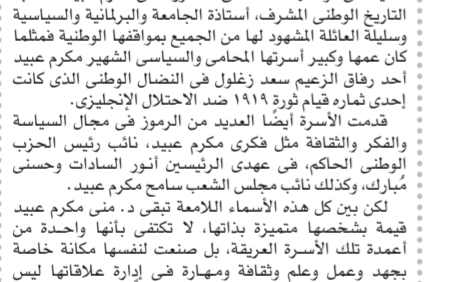 التاريخ الوطنى المشرف، أستاذة الجامعة والبرلمانية والسياسية
وسليلة العائلة المشهود لها من الجميع بمواقفها الوطنية فمثلما
كان عمها وكبير أسرتها المحامى والسياسى الشهير مكرم عبيد
أحد رفاق الزعيم سعد زغلول فى النضال الوطنى الذى كانت
إحدى ثماره قيام ثورة ١٩١٩ ضد الاحتلال الإنجليزى.
قدمت الأسرة أيضًا العديد من الرموز فى مجال السياسة
والفكر والثقافة مثل فكرى مكرم عبيد، نائب رئيس الحزب
الوطنى الحاكم، فى عهدى الرئيسين أنور السادات وحسنى
مُبارك، وكذلك نائب مجلس الشعب سامح مكرم عبيد.
لكن بين كل هذه الأسماء اللامعة تبقى د. منى مكرم عبيد
قيمة بشخصها متميزة بذاتها، لا تكتفى بأنها واحدة من
أعمدة تلك الأسرة العريقة، بل صنعت لنفسها مكانة خاصة
بجهد وعمل وعلم وثقافة ومهارة فى إدارة علاقاتها ليس